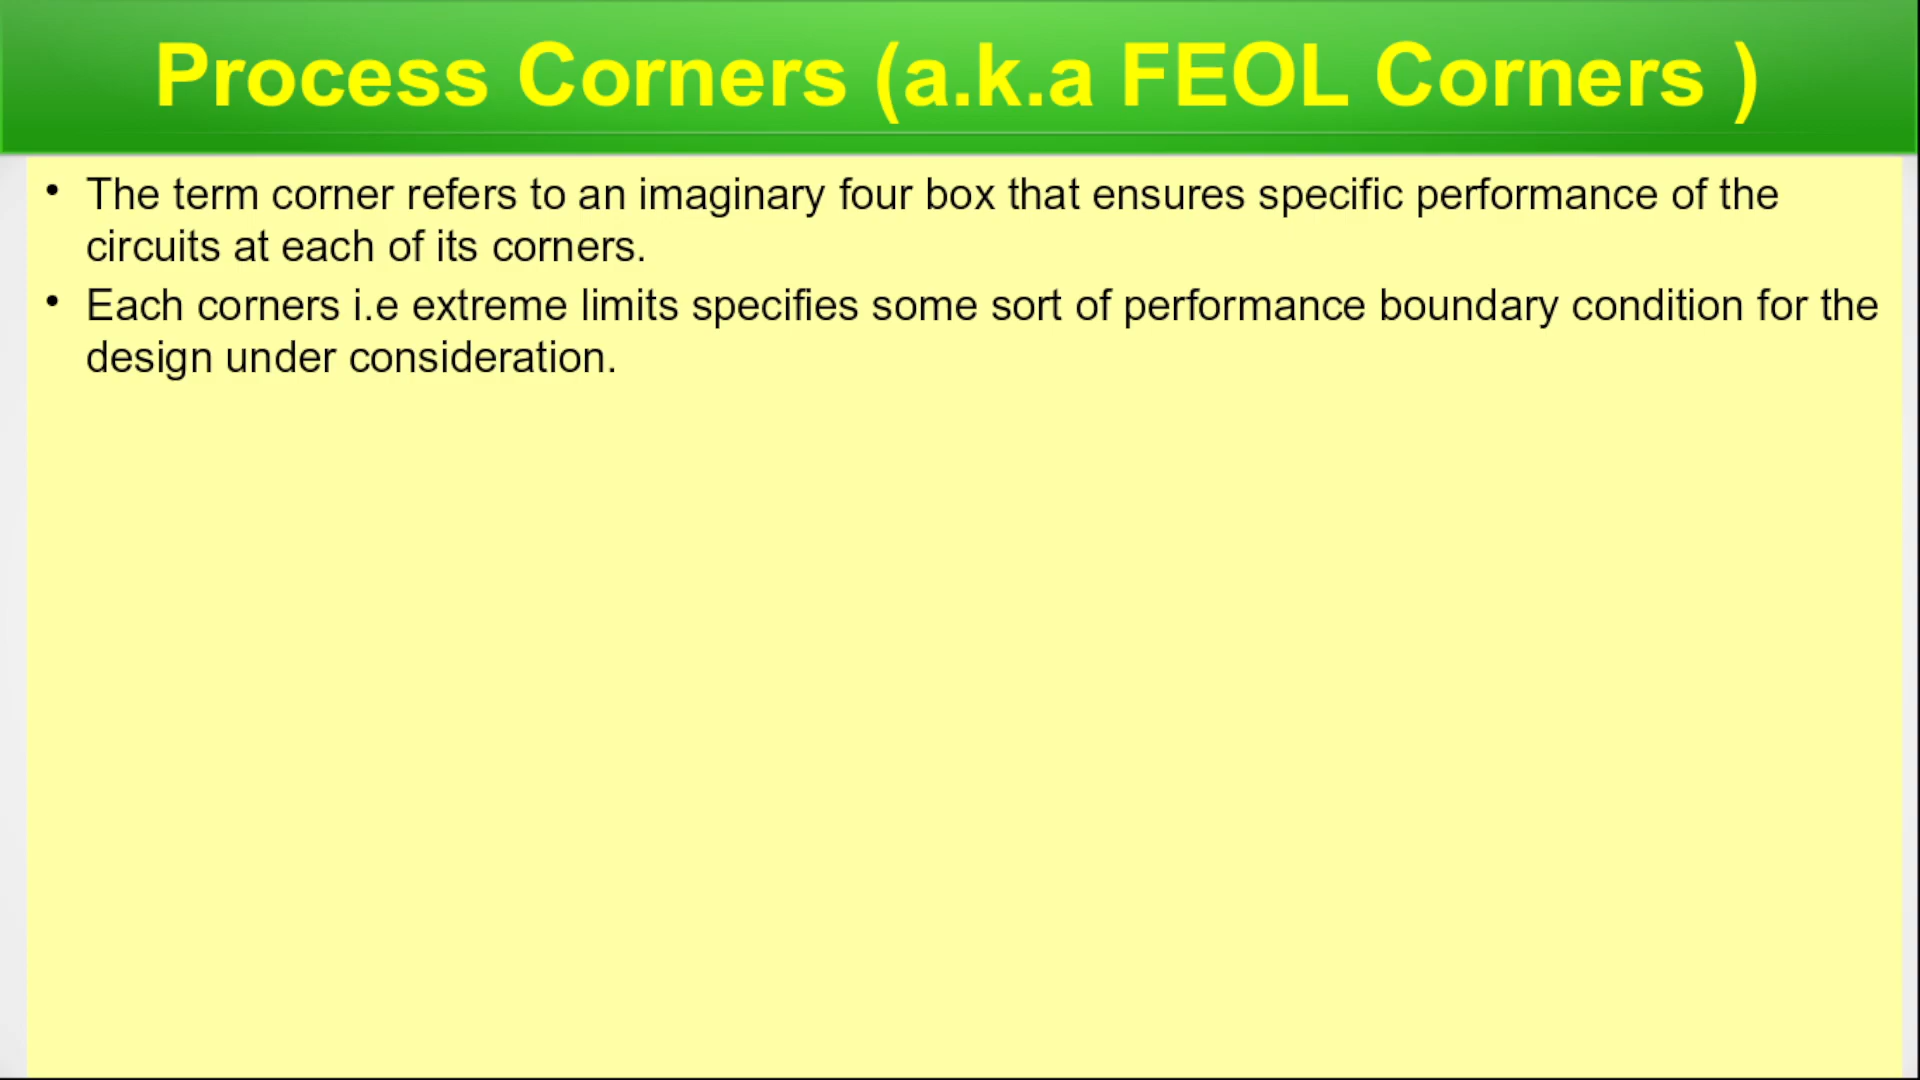 Process Corners (a.k.a FEOL Corners )
• The term corner refers to an imaginary four box that ensures specific performance of the
circuits at each of its corners.
• Each corners i.e extreme limits specifies some sort of performance boundary condition for the
design under consideration.